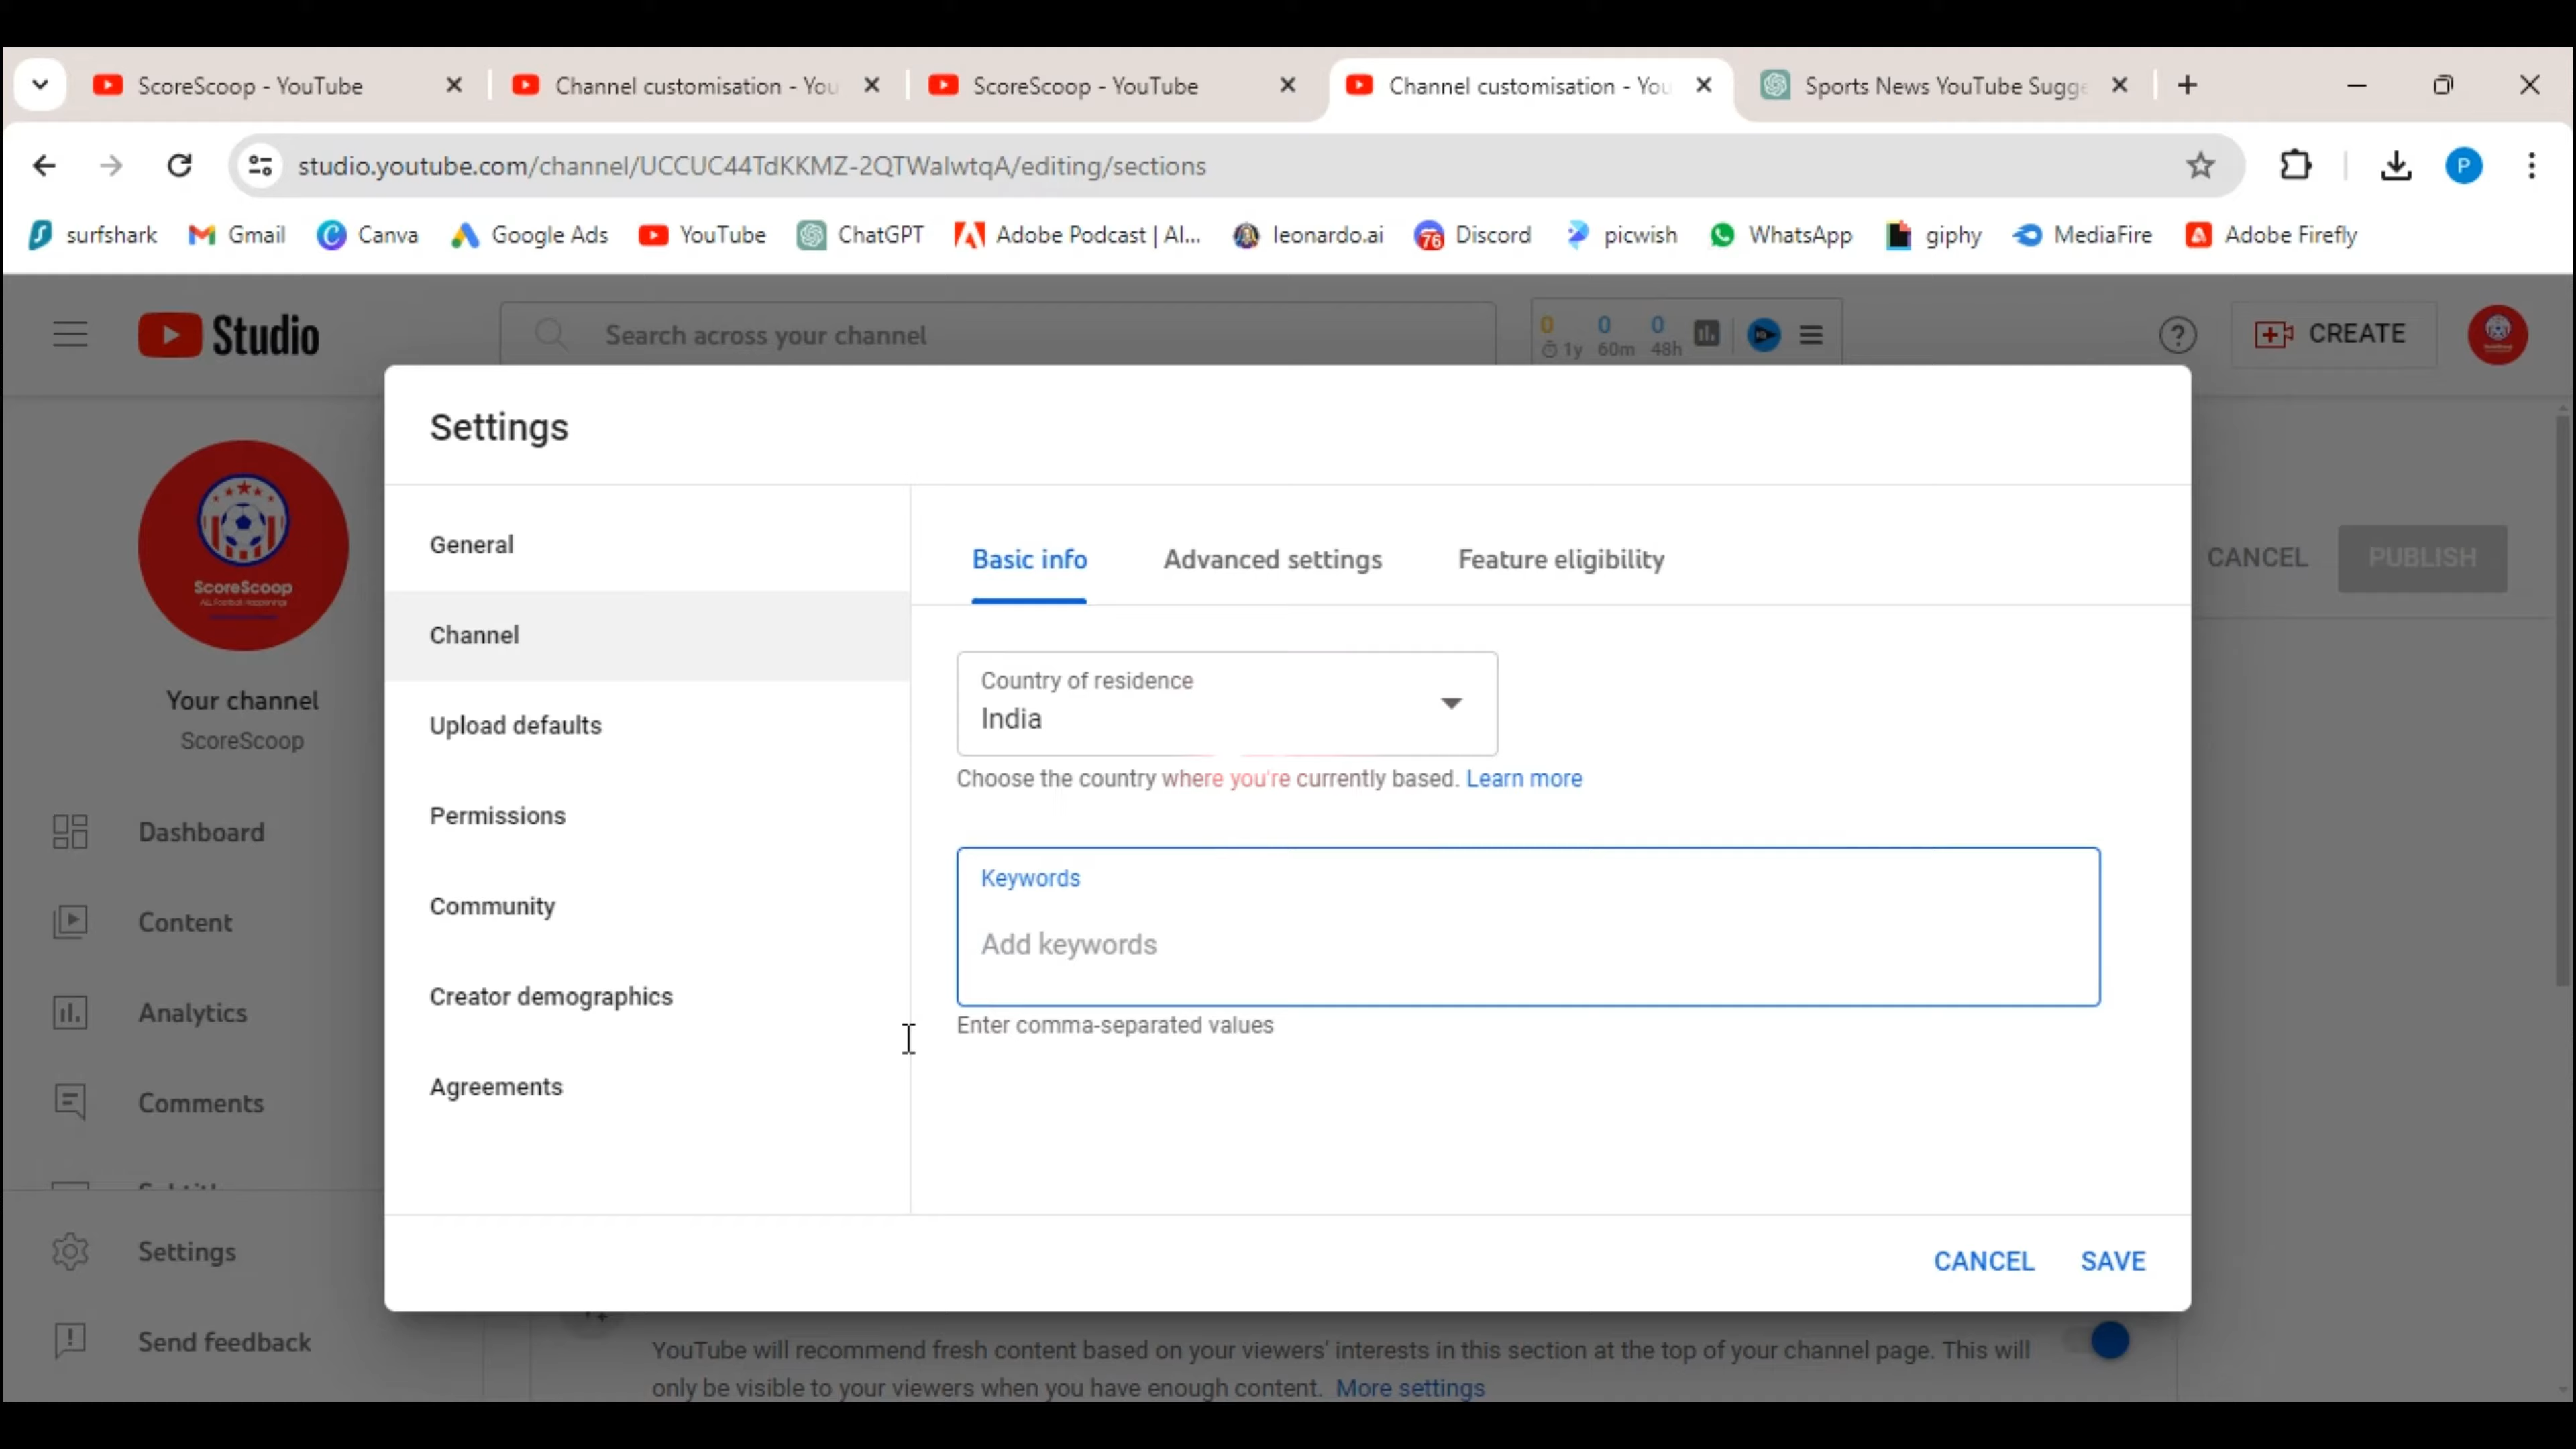 ScoreScoop - YouTube
Channel customisation - You
ScoreScoop - YouTube
Channel customisation - You
Sports News YouTube Sugge
studio.youtube.com/channel/UCCUC44TdKKMZ-2QTWalwtqA/editing/sections
P
surfshark
Gmail
Canva
Google Ads
YouTube
ChatGPT
Adobe Podcast | AI...
leonardo.ai
76
Discord
picwish
WhatsApp
giphy
MediaFire
Adobe Firefly
Studio
Search across your channel
0 0 0
1y 60m 48h
CREATE
Settings
General
Channel
Upload defaults
Permissions
Community
Creator demographics
Agreements
Basic info
Advanced settings
Feature eligibility
Country of residence
India
Choose the country where you're currently based. Learn more
Keywords
Add keywords
Enter comma-separated values
CANCEL
SAVE
ScoreScoop
ALL Football Happenings
Your channel
ScoreScoop
Dashboard
Content
Analytics
Comments
Settings
Send feedback
CANCEL
PUBLISH
YouTube will recommend fresh content based on your viewers' interests in this section at the top of your channel page. This will
only be visible to your viewers when you have enough content. More settings